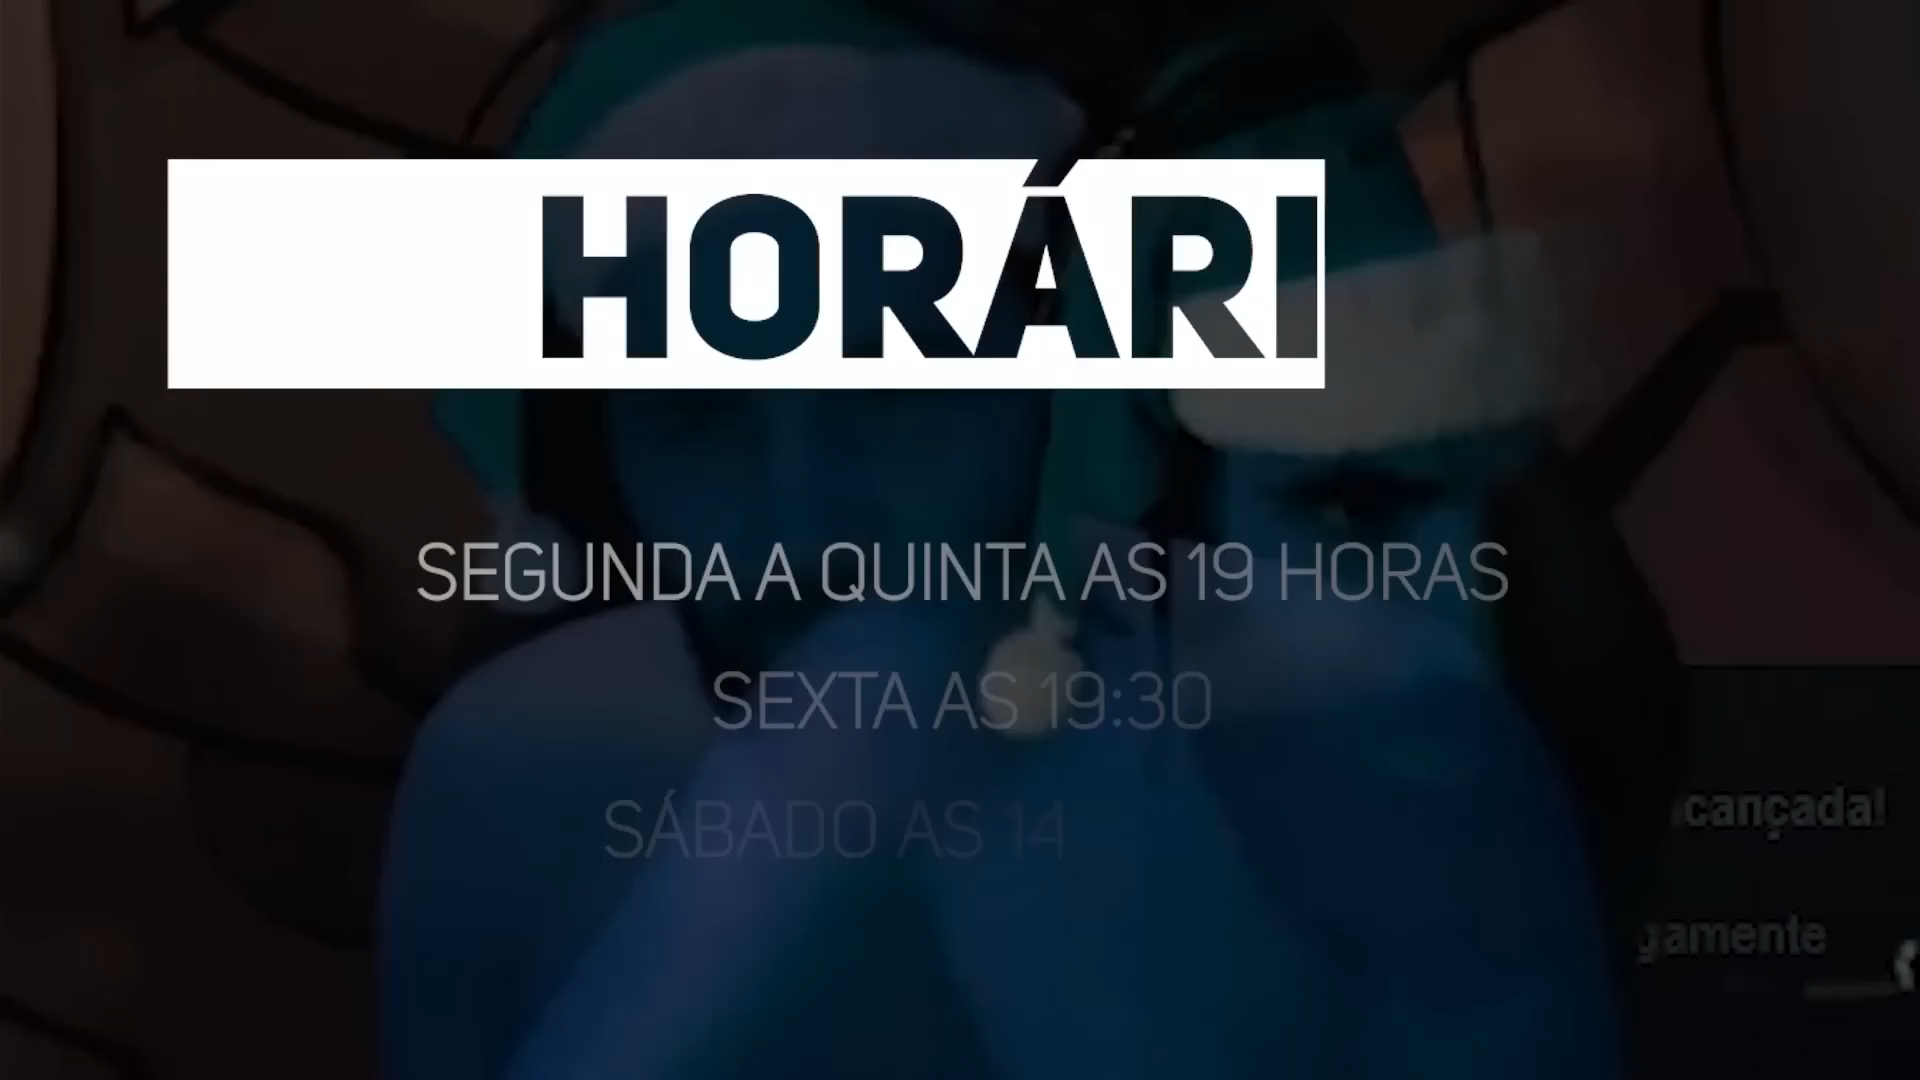 HORÁRI
SEGUNDA A QUINTA AS 19 HORAS
SEXTA AS 19:30
SÁBADO AS 14
cançada!
gamente